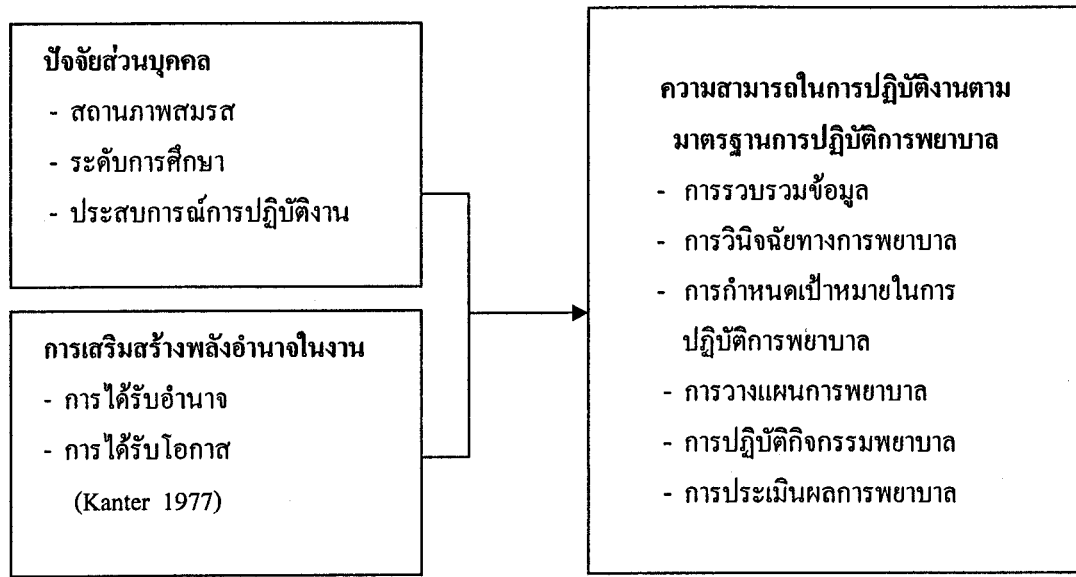 ปัจจัยส่วนบุคคล
- สถานภาพสมรส
- ระดับการศึกษา
- ประสบการณ์การปฏิบัติงาน
การเสริมสร้างพลังอำนาจในงาน
- การได้รับอำนาจ
- การได้รับโอกาส
(Kanter 1977)
ความสามารถในการปฏิบัติงานตาม
มาตรฐานการปฏิบัติการพยาบาล
- การรวบรวมข้อมูล
- การวินิจฉัยทางการพยาบาล
- การกำหนดเป้าหมายในการ
ปฏิบัติการพยาบาล
- การวางแผนการพยาบาล
- การปฏิบัติกิจกรรมพยาบาล
- การประเมินผลการพยาบาล